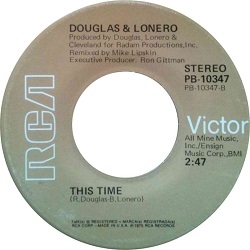 DOUGLAS & LONERO
Produced by Douglas, Lonero &
Cleveland for Radam Productions, Inc.
Remixed by Mike Lipskin
Executive Producer: Ron Gittman
STEREO
PB-10347
PB-10347-B
RCA
Victor
All Mine Music,
Inc./Ensign
Music Corp., BMI
2:47
THIS TIME
(R. Douglas-B. Lonero)